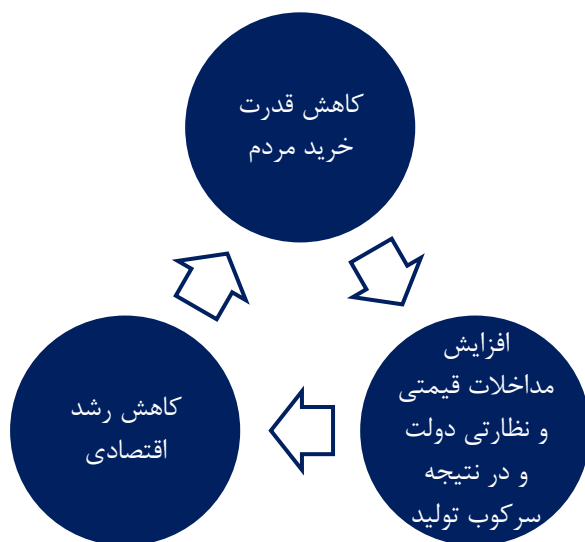 کاهش قدرت
خرید مردم
افزایش
مداخلات قیمتی
و نظارتی دولت
و در نتیجه
سرکوب تولید
کاهش رشد
اقتصادی